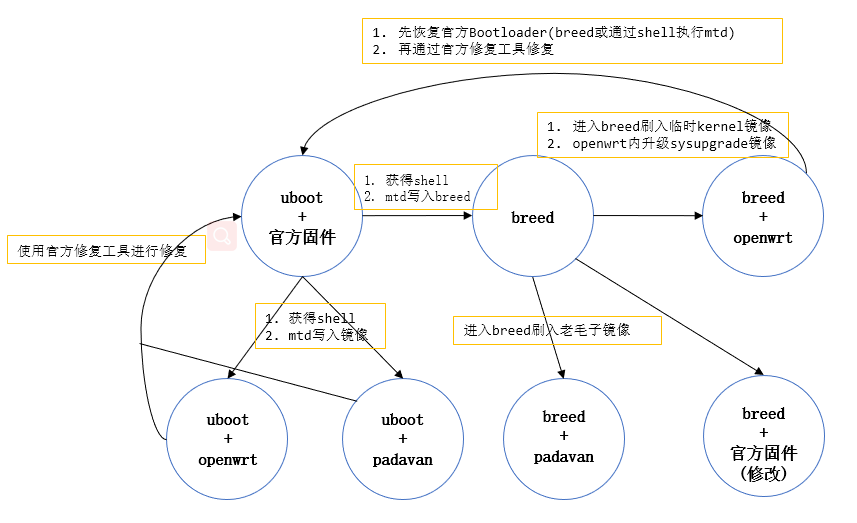 1. 先恢复官方Bootloader(breed或通过shell执行mtd)
2. 再通过官方修复工具修复
1. 进入breed刷入临时kernel镜像
2. openwrt内升级sysupgrade镜像
1. 获得shell
2. mtd写入breed
uboot
+
官方固件
breed
breed
+
openwrt
使用官方修复工具进行修复
1. 获得shell
2. mtd写入镜像
进入breed刷入老毛子镜像
uboot
+
openwrt
uboot
+
padavan
breed
+
padavan
breed
+
官方固件
(修改)